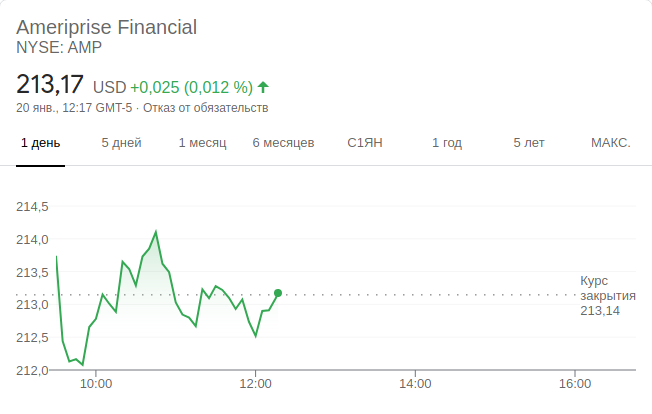 Ameriprise Financial
NYSE: AMP
213,17 USD +0,025 (0,012 %)
20 янв., 12:17 GMT-5 · Отказ от обязательств
1 день 5 дней 1 месяц 6 месяцев С1ЯН 1 год 5 лет МАКС.
214,5
214,0
213,5
213,0
212,5
212,0
Курс
закрытия
213,14
10:00 12:00 14:00 16:00